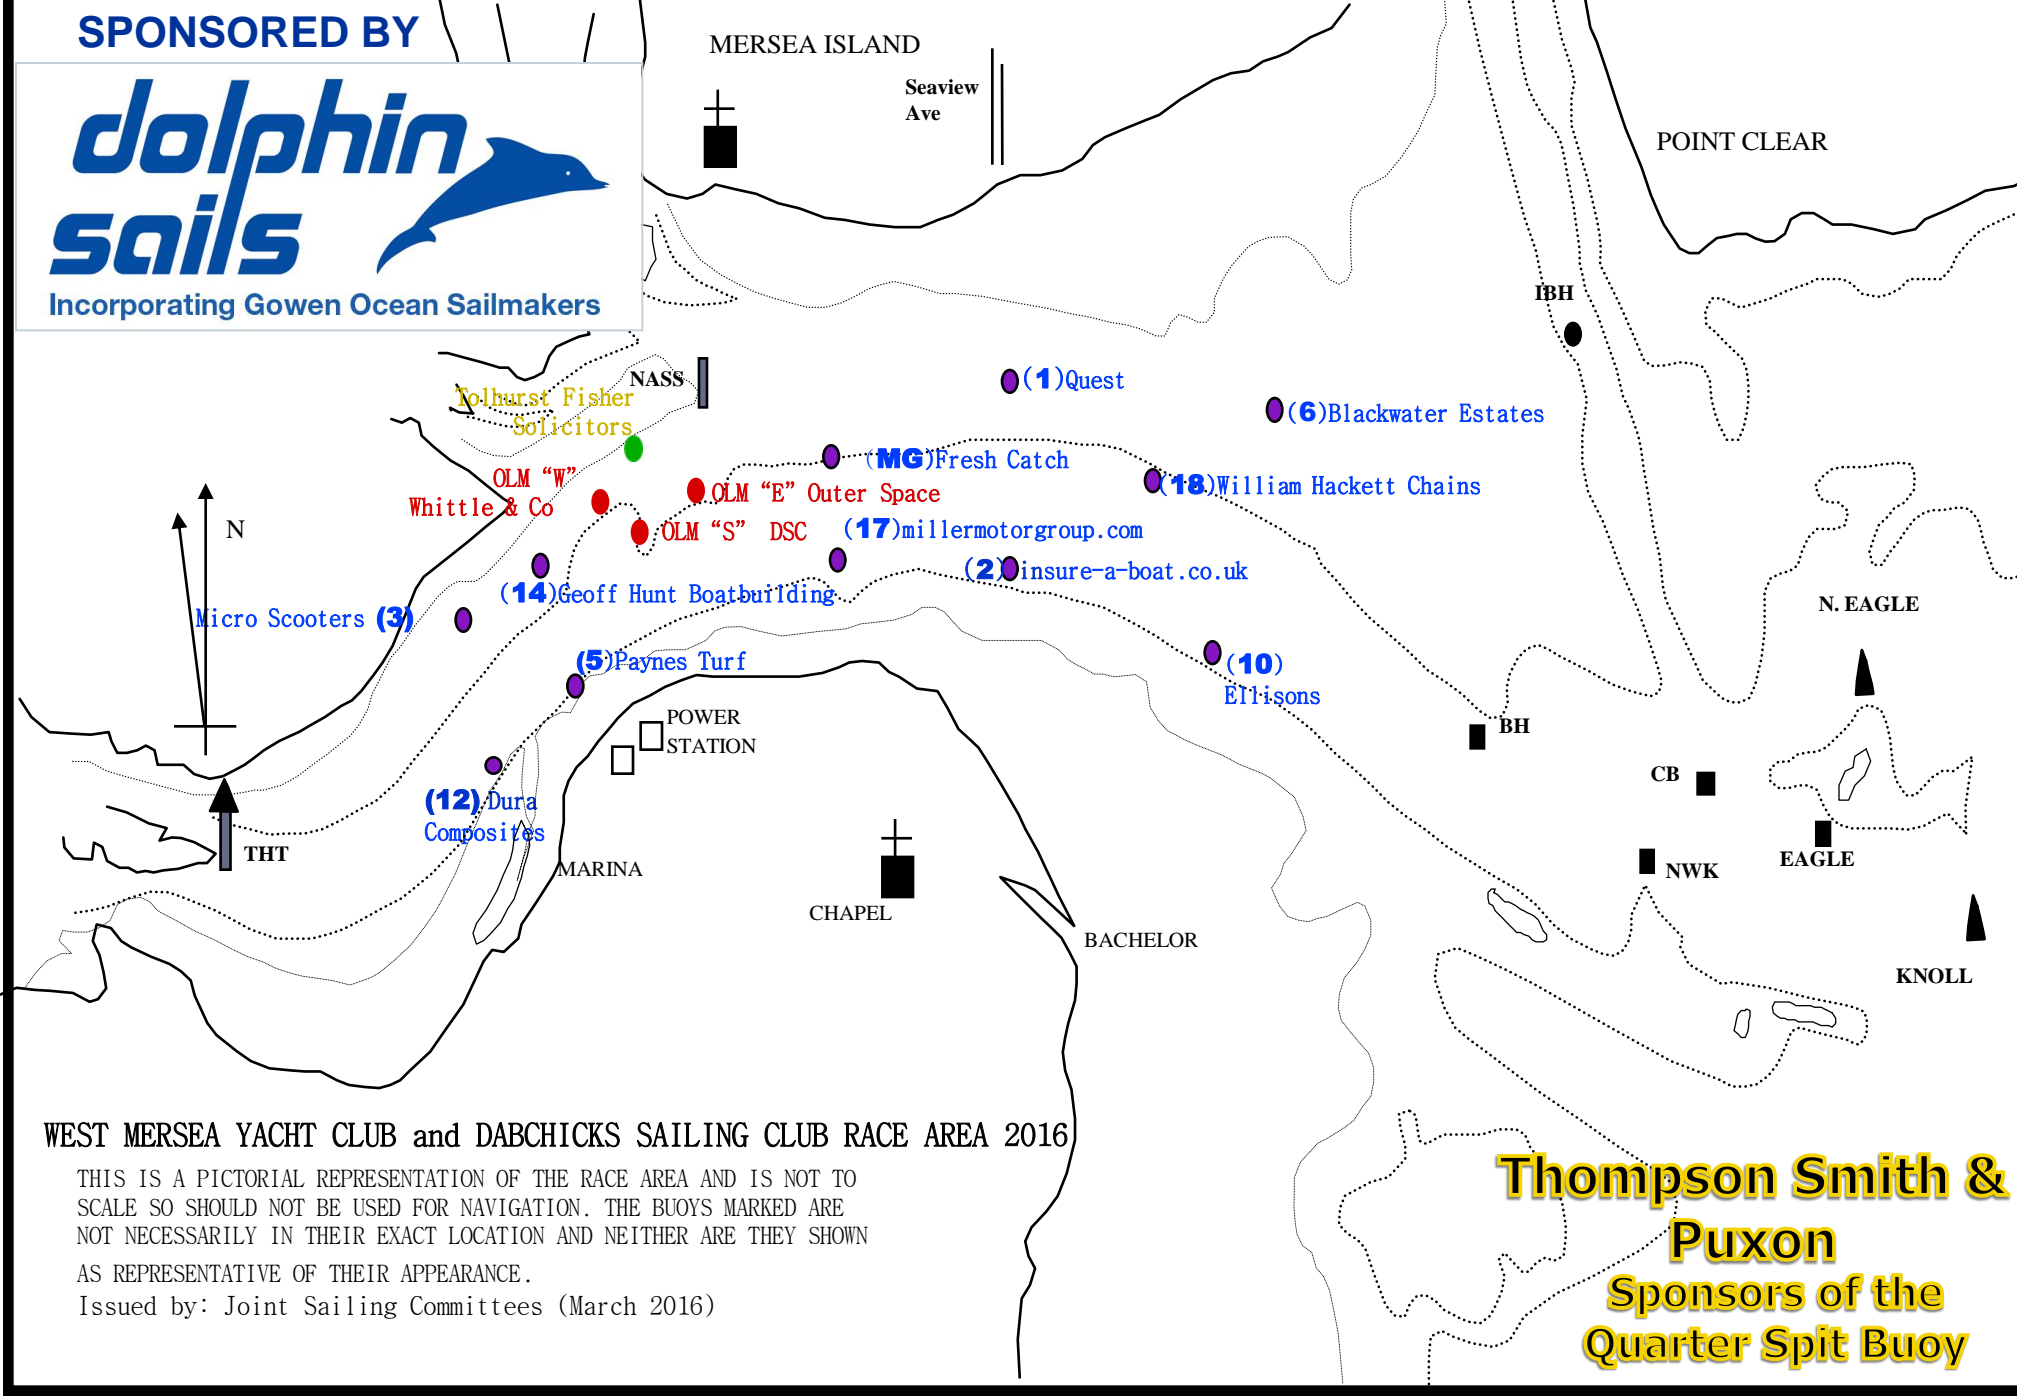 SPONSORED BY
dolphin
sails
Incorporating Gowen Ocean Sailmakers
MERSEA ISLAND
Seaview
Ave
POINT CLEAR
IBH
NASS
Tolhurst Fisher
Solicitors
(1)Quest
(6)Blackwater Estates
(MG)Fresh Catch
OLM “W”
Whittle & Co
OLM “E” Outer Space
(18)William Hackett Chains
N
OLM “S” DSC
(17)millermotorgroup.com
(2)insure-a-boat.co.uk
(14)Geoff Hunt Boatbuilding
Micro Scooters (3)
N. EAGLE
(5)Paynes Turf
(10)
Ellisons
POWER
STATION
BH
CB
(12)Dura
Composites
THT
MARINA
EAGLE
NWK
CHAPEL
BACHELOR
KNOLL
WEST MERSEA YACHT CLUB and DABCHICKS SAILING CLUB RACE AREA 2016
THIS IS A PICTORIAL REPRESENTATION OF THE RACE AREA AND IS NOT TO
SCALE SO SHOULD NOT BE USED FOR NAVIGATION. THE BUOYS MARKED ARE
NOT NECESSARILY IN THEIR EXACT LOCATION AND NEITHER ARE THEY SHOWN
AS REPRESENTATIVE OF THEIR APPEARANCE.
Issued by: Joint Sailing Committees (March 2016)
Thompson Smith &
Puxon
Sponsors of the
Quarter Spit Buoy